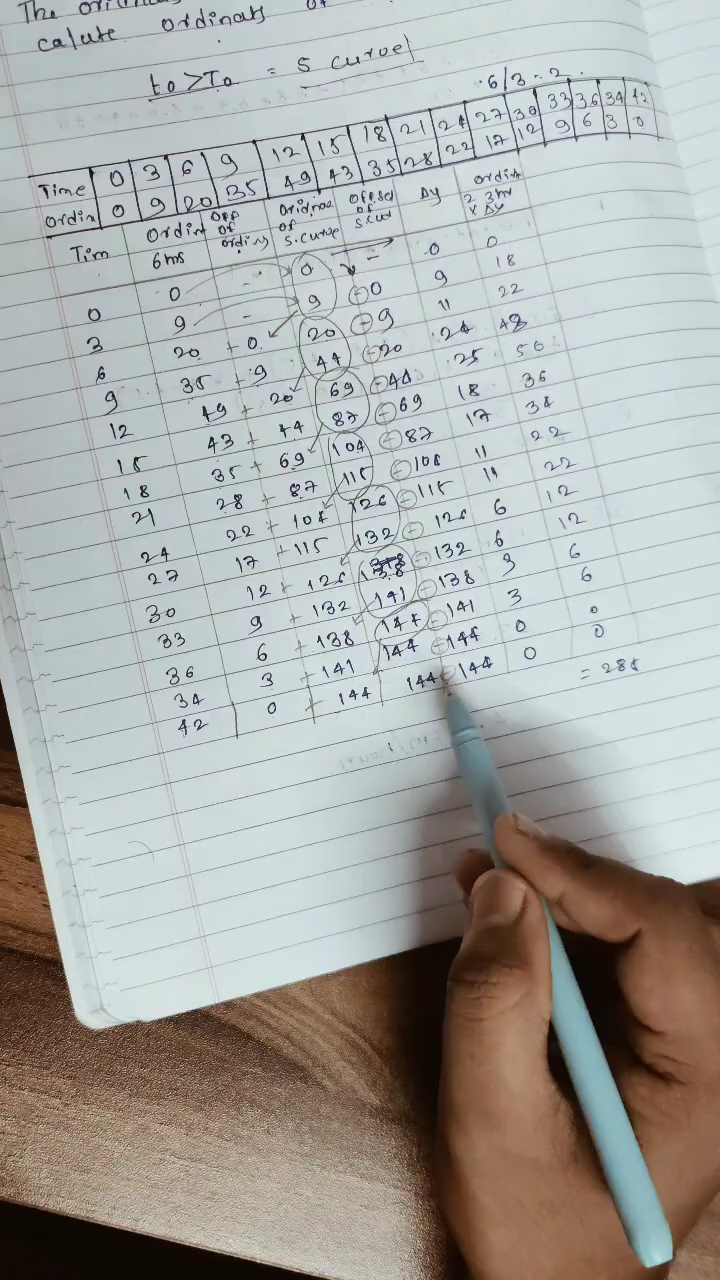 The
calute ordinats of
to > To = S curve
6/3 = 2
Time 0 3 6 9 12 15 18 21 24 27 30 33 36 34 42
Ordin 0 9 20 35 49 43 35 28 22 17 12 9 6 3 0
Tim Ordin 6 hrs Off of ordiny of S.curve Offset of S.cur Δy 3hr 2 x Δy
0 0 - 0 - 0 0
3 9 - 9 - 0 9 18
6 20 + 0 20 - 9 11 22
9 35 + 9 44 - 20 24 48
12 49 + 20 69 - 44 25 50
15 43 + 44 87 - 69 18 36
18 35 + 69 104 - 87 17 34
21 28 + 87 115 - 104 11 22
24 22 + 104 126 - 115 11 22
27 17 + 115 132 - 126 6 12
30 12 + 126 138 - 132 6 12
33 9 + 132 141 - 138 3 6
36 6 + 138 144 - 141 3 6
34 3 + 141 144 - 144 0 0
42 0 + 144 144 - 144 0 0
= 288